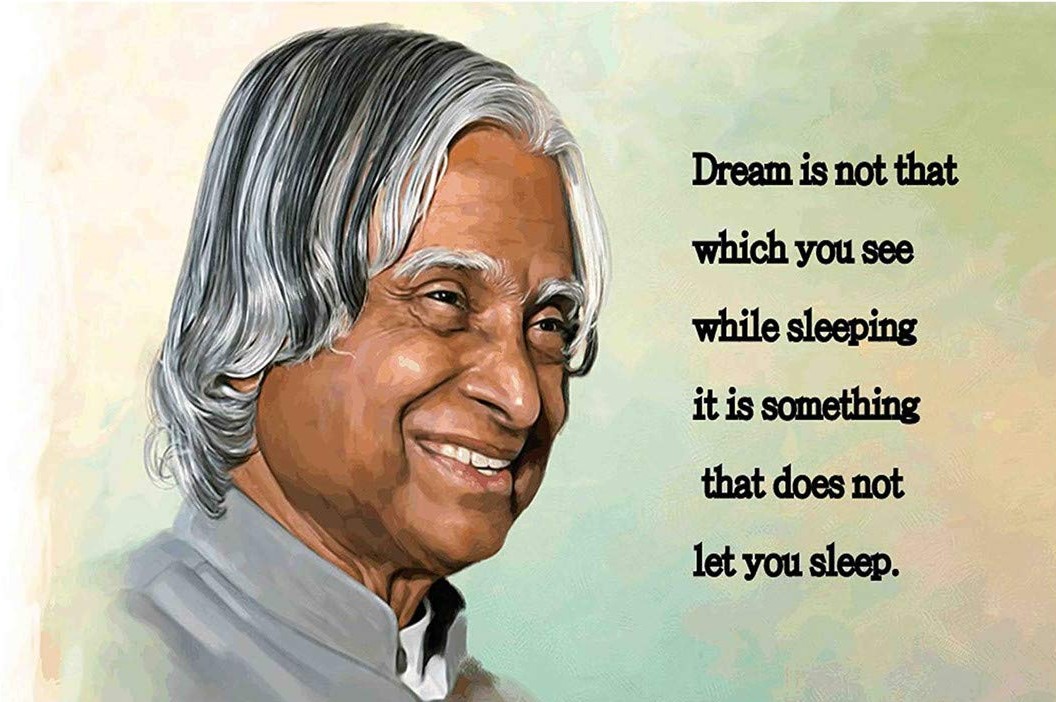 Dream is not that
which you see
while sleeping
it is something
that does not
let you sleep.